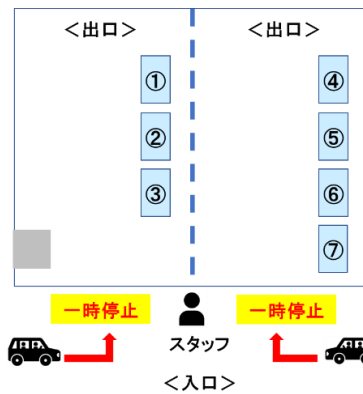 ＜出口＞ ＜出口＞
① ④
② ⑤
③ ⑥
⑦
一時停止 一時停止
スタッフ
＜入口＞